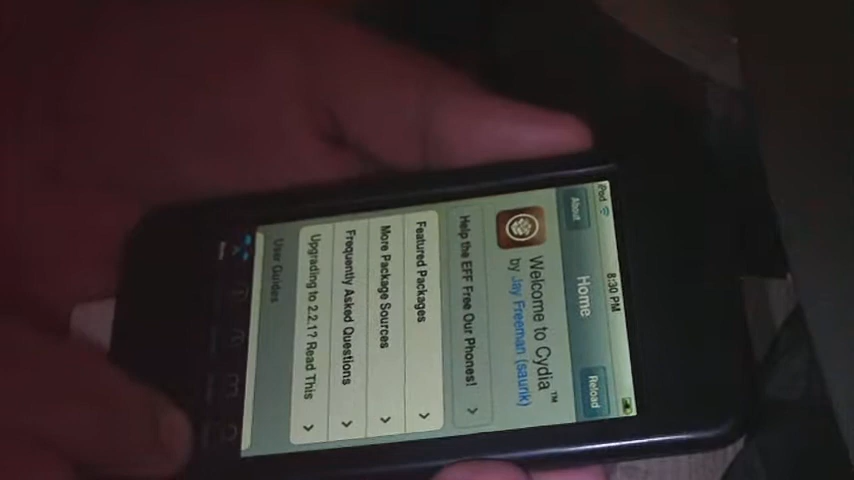 iPod
8:30 PM
About
Home
Reload
Welcome to Cydia™
by Jay Freeman (saurik)
Help the EFF Free Our Phones!
Featured Packages
More Package Sources
Frequently Asked Questions
Upgrading to 2.2.1? Read This
User Guides